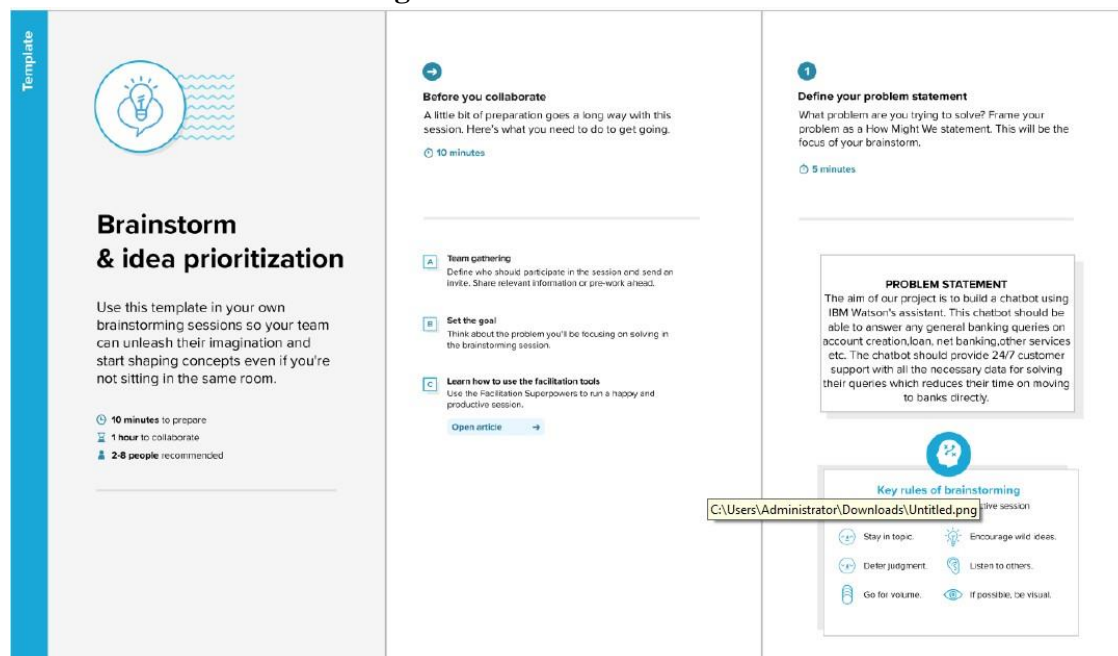 Template
Brainstorm
& idea prioritization
Use this template in your own
brainstorming sessions so your team
can unleash their imagination and
start shaping concepts even if you're
not sitting in the same room.
10 minutes to prepare
1 hour to collaborate
2-8 people recommended
Before you collaborate
A little bit of preparation goes a long way with this
session. Here's what you need to do to get going.
10 minutes
A
Team gathering
Define who should participate in the session and send an
invite. Share relevant information or pre-work ahead.
B
Set the goal
Think about the problem you'll be focusing on solving in
the brainstorming session.
C
Learn how to use the facilitation tools
Use the Facilitation Superpowers to run a happy and
productive session.
Open article
1
Define your problem statement
What problem are you trying to solve? Frame your
problem as a How Might We statement. This will be the
focus of your brainstorm.
5 minutes
PROBLEM STATEMENT
The aim of our project is to build a chatbot using
IBM Watson's assistant. This chatbot should be
able to answer any general banking queries on
account creation,loan, net banking,other services
etc. The chatbot should provide 24/7 customer
support with all the necessary data for solving
their queries which reduces their time on moving
to banks directly.
Key rules of brainstorming
C:\Users\Administrator\Downloads\Untitled.png
session
Stay in topic.
Encourage wild ideas.
Defer judgment.
Listen to others.
Go for volume.
If possible, be visual.